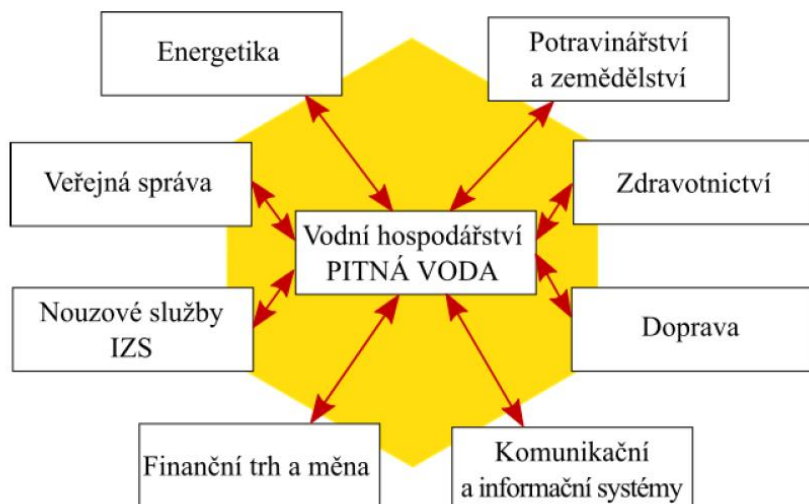 Energetika
Potravinářství
a zemědělství
Veřejná správa
Zdravotnictví
Vodní hospodářství
PITNÁ VODA
Nouzové služby
IZS
Doprava
Finanční trh a měna
Komunikační
a informační systémy